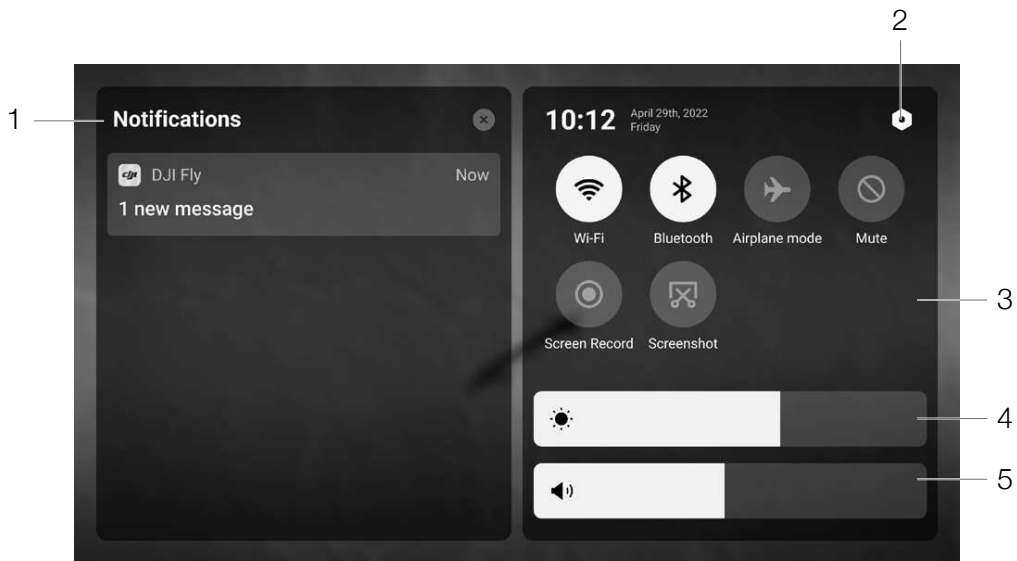 2
1
Notifications
DJI Fly
Now
1 new message
10:12
April 29th, 2022
Friday
Wi-Fi
Bluetooth
Airplane mode
Mute
3
Screen Record
Screenshot
4
5